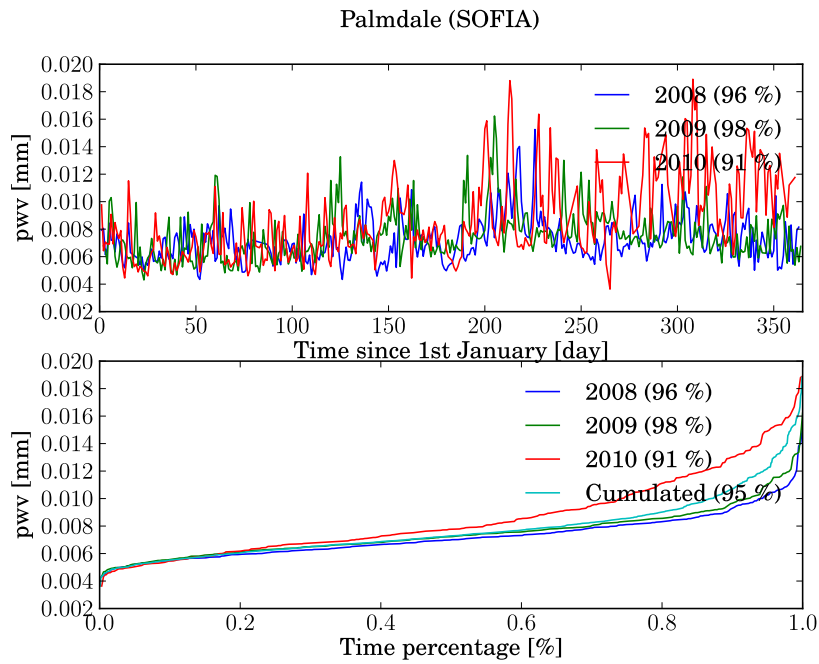 Palmdale (SOFIA)
0.020
0.018
0.016
0.014
0.012
0.010
0.008
0.006
0.004
0.002
pwv [mm]
2008 (96 %)
2009 (98 %)
2010 (91 %)
0 50 100 150 200 250 300 350
Time since 1st January [day]
0.020
0.018
0.016
0.014
0.012
0.010
0.008
0.006
0.004
0.002
pwv [mm]
2008 (96 %)
2009 (98 %)
2010 (91 %)
Cumulated (95 %)
0.0 0.2 0.4 0.6 0.8 1.0
Time percentage [%]